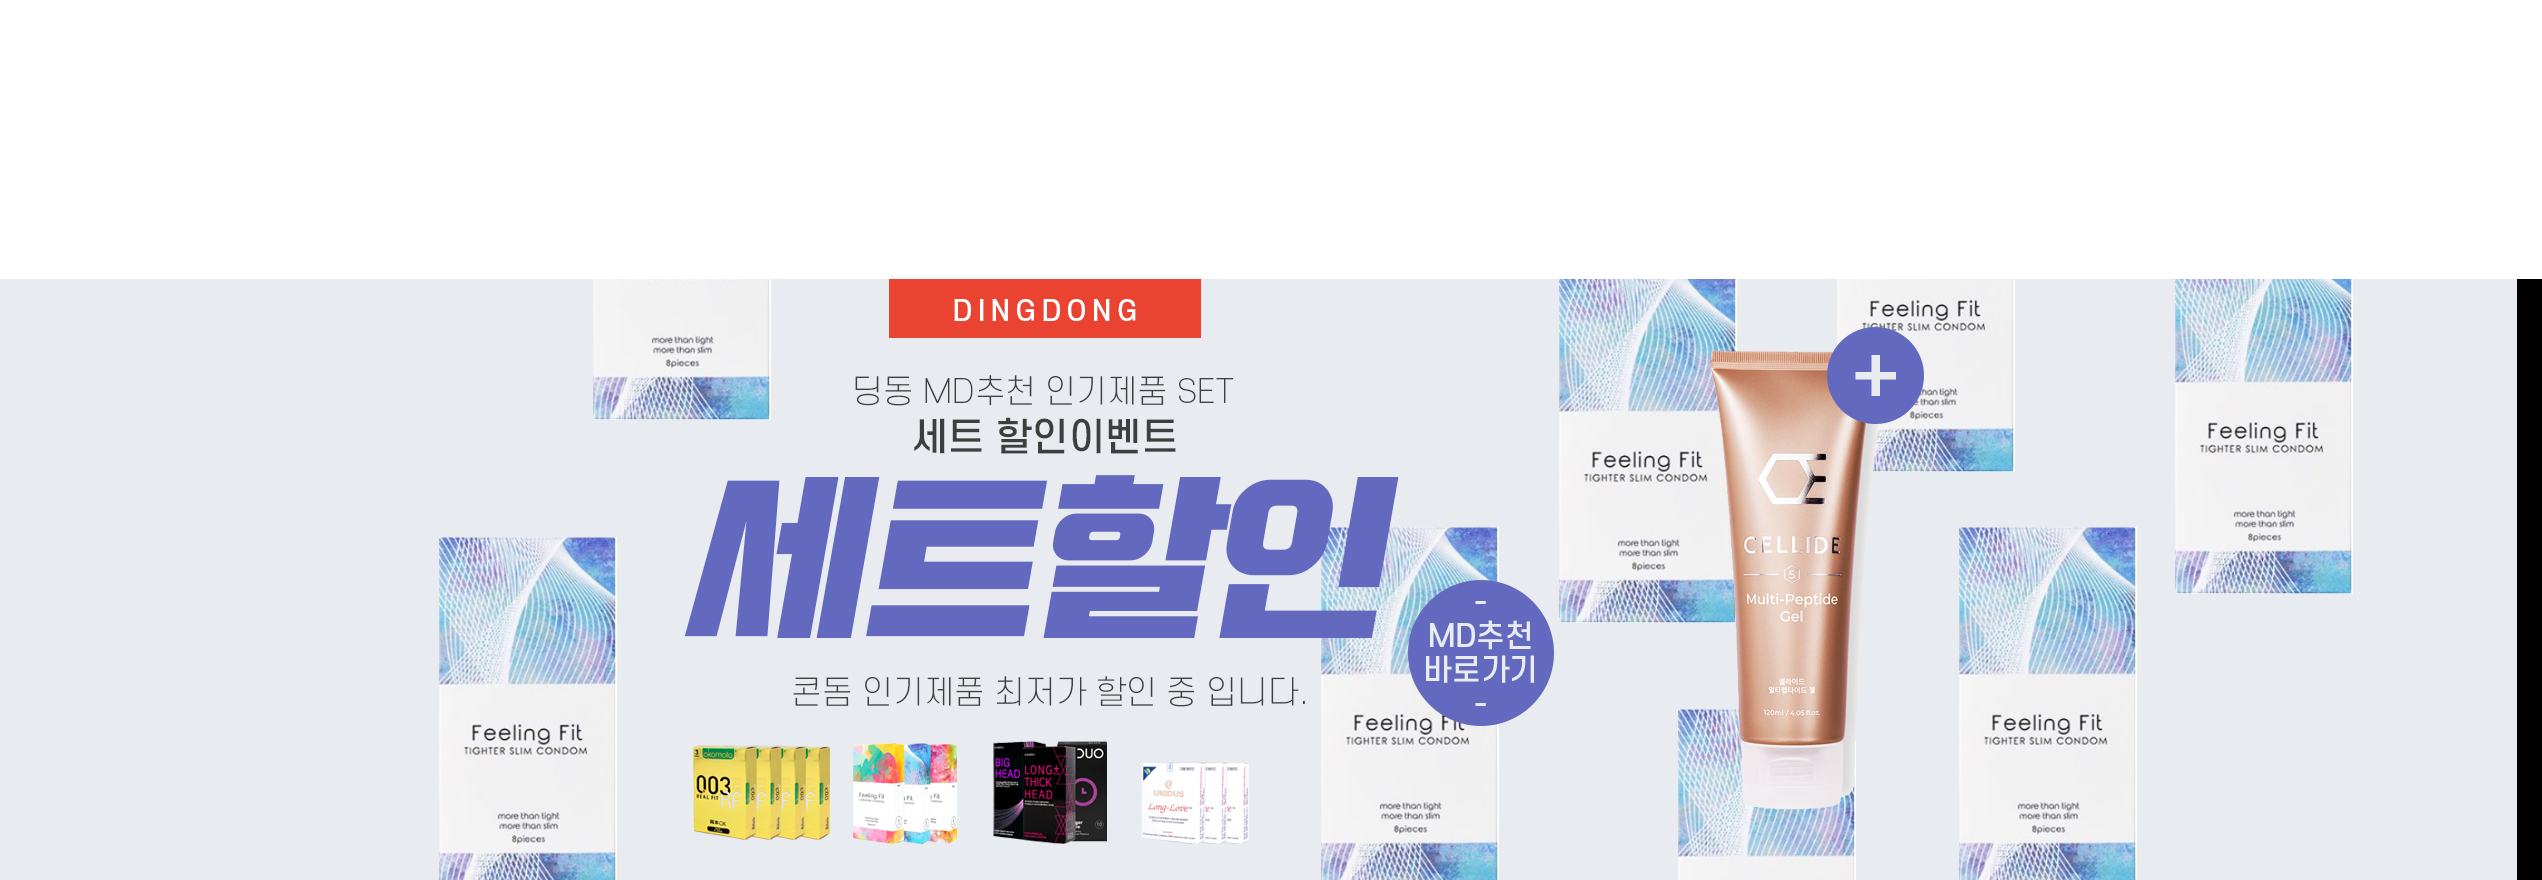 DINGDONG
딩동 MD추천 인기제품 SET
세트 할인이벤트
세트할인
콘돔 인기제품 최저가 할인 중 입니다.
-
MD추천
바로가기
-
+
more than tight
more than slim
8pieces
Feeling Fit
TIGHTER SLIM CONDOM
more than tight
more than slim
8pieces
Feeling Fit
TIGHTER SLIM CONDOM
more than tight
more than slim
8pieces
Feeling Fit
TIGHTER SLIM CONDOM
more than tight
more than slim
8pieces
Feeling Fit
TIGHTER SLIM CONDOM
than tight
than slim
8pieces
Feeling Fit
TIGHTER SLIM CONDOM
more than tight
more than slim
8pieces
Feeling Fit
TIGHTER SLIM CONDOM
more than tight
more than slim
8pieces
CELLIDE
5
Multi-Peptide
Gel
셀라이드
멀티펩타이드 젤
120ml / 4.05 fl.oz.
okamoto
003
REAL FIT
Feeling Fit
BIG
HEAD
LONG±
THICK
HEAD
DUO
UNIDUS
Long-Love